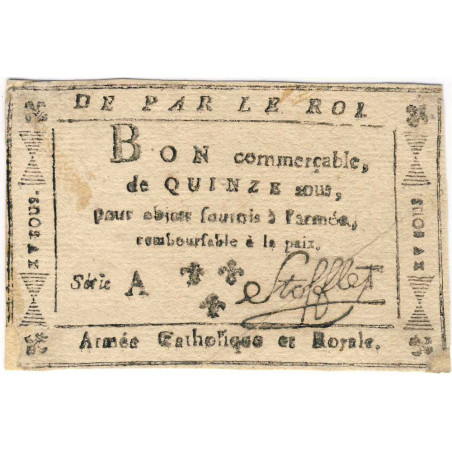 DE PAR LE ROI.
BON commerçable,
de QUINZE sous,
pour objets fournis à l'armée,
remboursable à la paix.
Série A
Stofflet
Armée Catholique et Royale.
XV SOUS.
XV SOUS